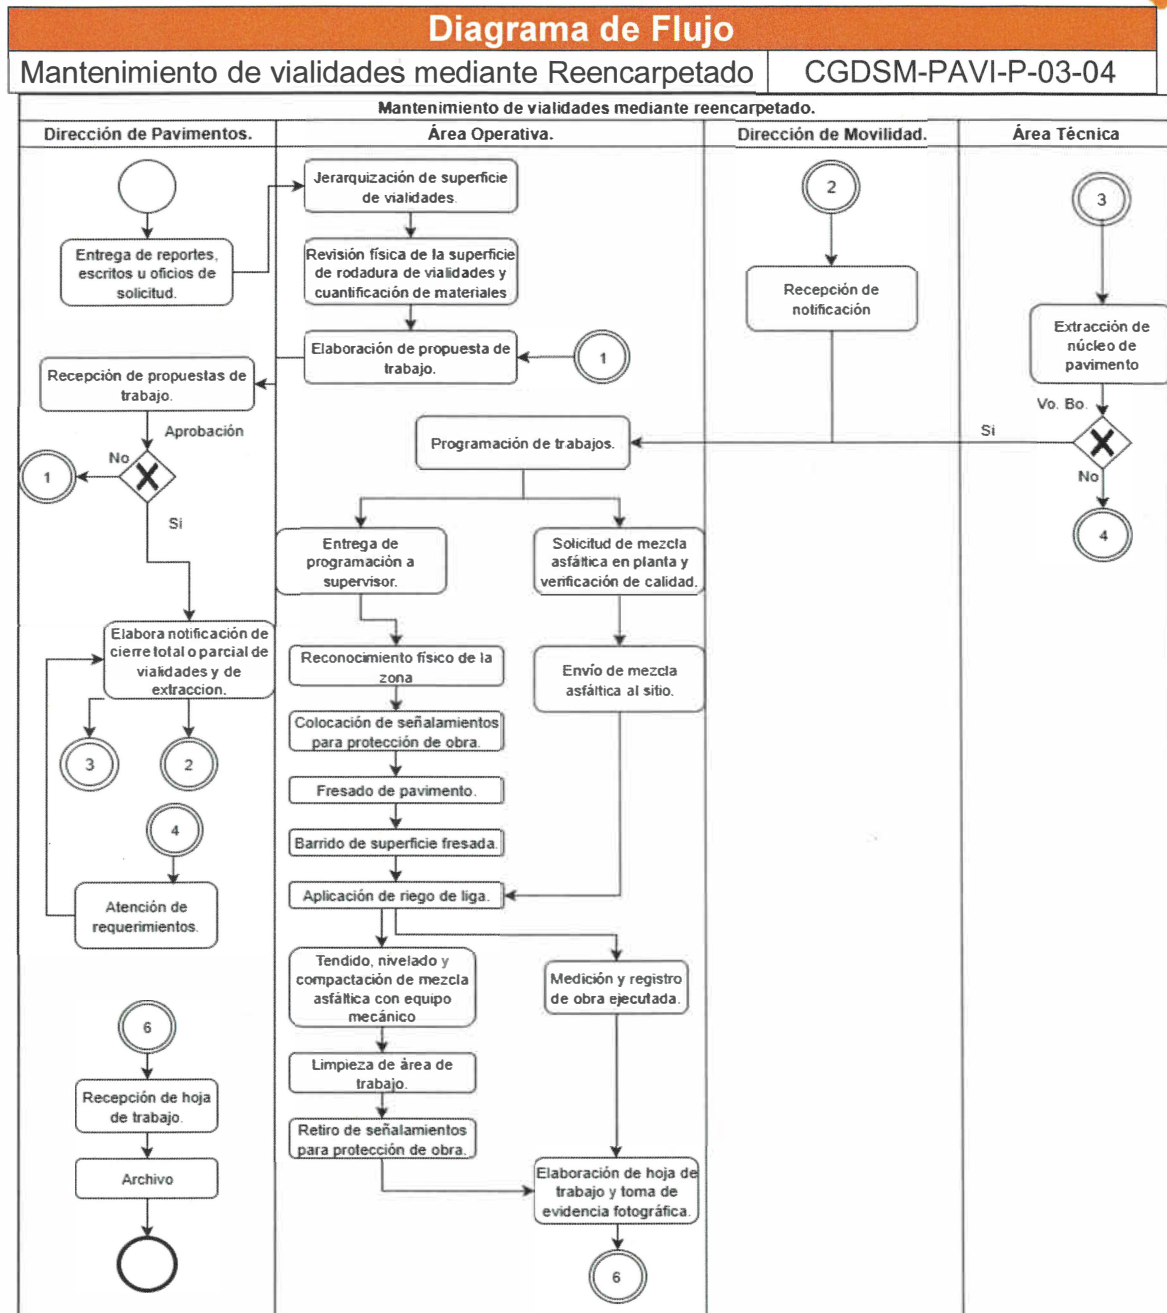 Diagrama de Flujo
Mantenimiento de vialidades mediante Reencarpetado
CGDSM-PAVI-P-03-04
Mantenimiento de vialidades mediante reencarpetado.
Dirección de Pavimentos.
Área Operativa.
Dirección de Movilidad.
Área Técnica
Entrega de reportes,
escritos u oficios de
solicitud.
Recepción de propuestas de
trabajo.
Aprobación
No
1
Si
Elabora notificación de
cierre total o parcial de
vialidades y de
extraccion.
3
2
4
Atención de
requerimientos.
6
Recepción de hoja
de trabajo.
Archivo
Jerarquización de superficie
de vialidades.
Revisión física de la superficie
de rodadura de vialidades y
cuantificación de materiales
Elaboración de propuesta de
trabajo.
1
Programación de trabajos.
Entrega de
programación a
supervisor.
Solicitud de mezcla
asfáltica en planta y
verificación de calidad.
Reconocimiento físico de la
zona
Envío de mezcla
asfáltica al sitio.
Colocación de señalamientos
para protección de obra.
Fresado de pavimento.
Barrido de superficie fresada.
Aplicación de riego de liga.
Tendido, nivelado y
compactación de mezcla
asfáltica con equipo
mecánico
Medición y registro
de obra ejecutada.
Limpieza de área de
trabajo.
Retiro de señalamientos
para protección de obra.
Elaboración de hoja de
trabajo y toma de
evidencia fotográfica.
6
2
Recepción de
notificación
3
Extracción de
núcleo de
pavimento
Vo. Bo.
Si
No
4